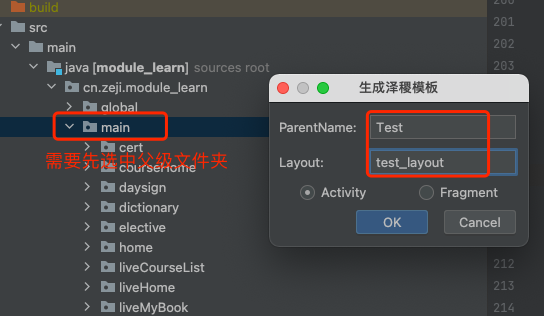 build
src
main
java [module_learn] sources root
cn.zeji.module_learn
global
main
cert
需要先选中父级文件夹
courseHome
daysign
dictionary
elective
home
liveCourseList
liveHome
liveMyBook
生成泽稷模板
ParentName: Test
Layout: test_layout
Activity Fragment
OK Cancel
201
202
203
204
212
213
214